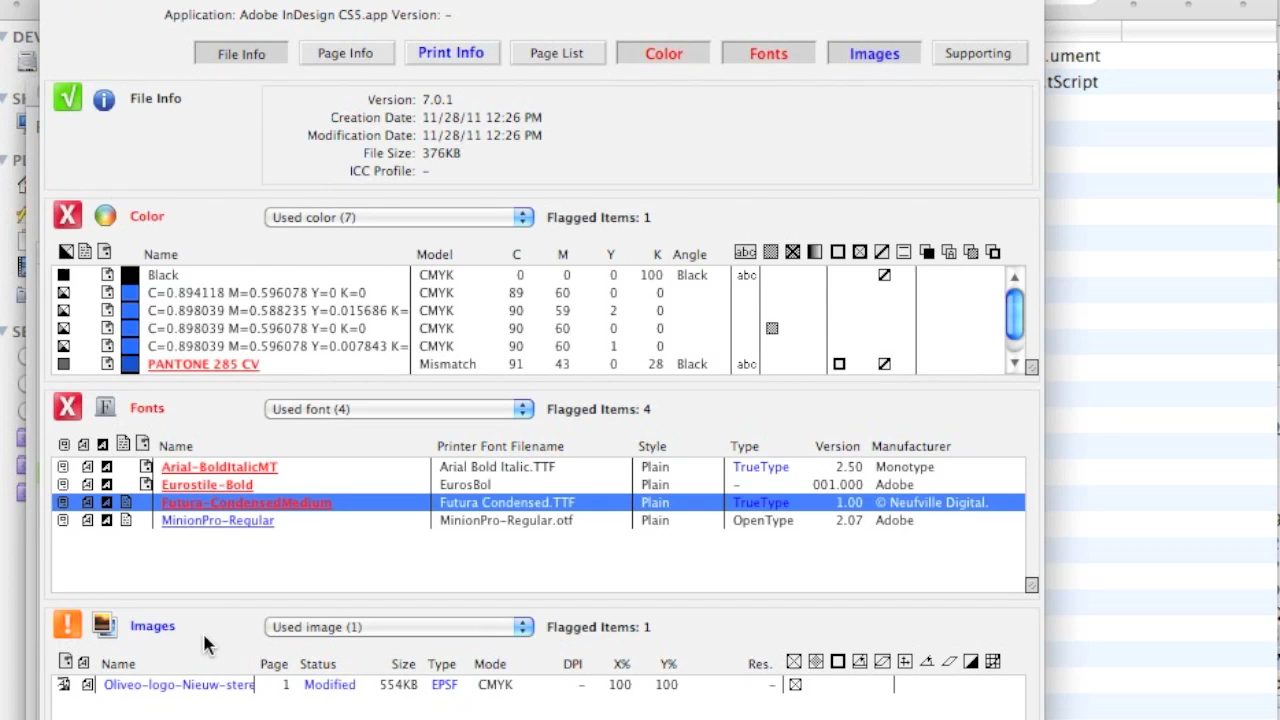 Application: Adobe InDesign CS5.app Version: –
File Info Page Info Print Info Page List Color Fonts Images Supporting
DEV
.ument
tScript
SH
PL
SE
√ File Info
Version: 7.0.1
Creation Date: 11/28/11 12:26 PM
Modification Date: 11/28/11 12:26 PM
File Size: 376KB
ICC Profile: –
X Color Used color (7) Flagged Items: 1
Name Model C M Y K Angle abc
Black CMYK 0 0 0 100 Black abc
C=0.894118 M=0.596078 Y=0 K=0 CMYK 89 60 0 0
C=0.898039 M=0.588235 Y=0.015686 K= CMYK 90 59 2 0
C=0.898039 M=0.596078 Y=0 K=0 CMYK 90 60 0 0
C=0.898039 M=0.596078 Y=0.007843 K= CMYK 90 60 1 0
PANTONE 285 CV Mismatch 91 43 0 28 Black abc
X F Fonts Used font (4) Flagged Items: 4
Name Printer Font Filename Style Type Version Manufacturer
Arial-BoldItalicMT Arial Bold Italic.TTF Plain TrueType 2.50 Monotype
Eurostile-Bold EurosBol Plain – 001.000 Adobe
Futura-CondensedMedium Futura Condensed.TTF Plain TrueType 1.00 © Neufville Digital.
MinionPro-Regular MinionPro-Regular.otf Plain OpenType 2.07 Adobe
! Images Used image (1) Flagged Items: 1
Name Page Status Size Type Mode DPI X% Y% Res.
Oliveo-logo-Nieuw-stere 1 Modified 554KB EPSF CMYK – 100 100 –